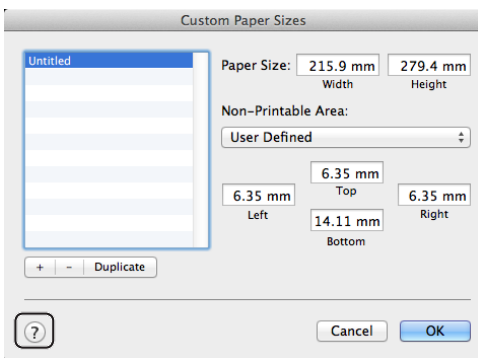 Custom Paper Sizes
Untitled
Paper Size: 215.9 mm 279.4 mm
Width Height
Non-Printable Area:
User Defined
6.35 mm
Top
6.35 mm 6.35 mm
Left Right
14.11 mm
Bottom
+ - Duplicate
? Cancel OK